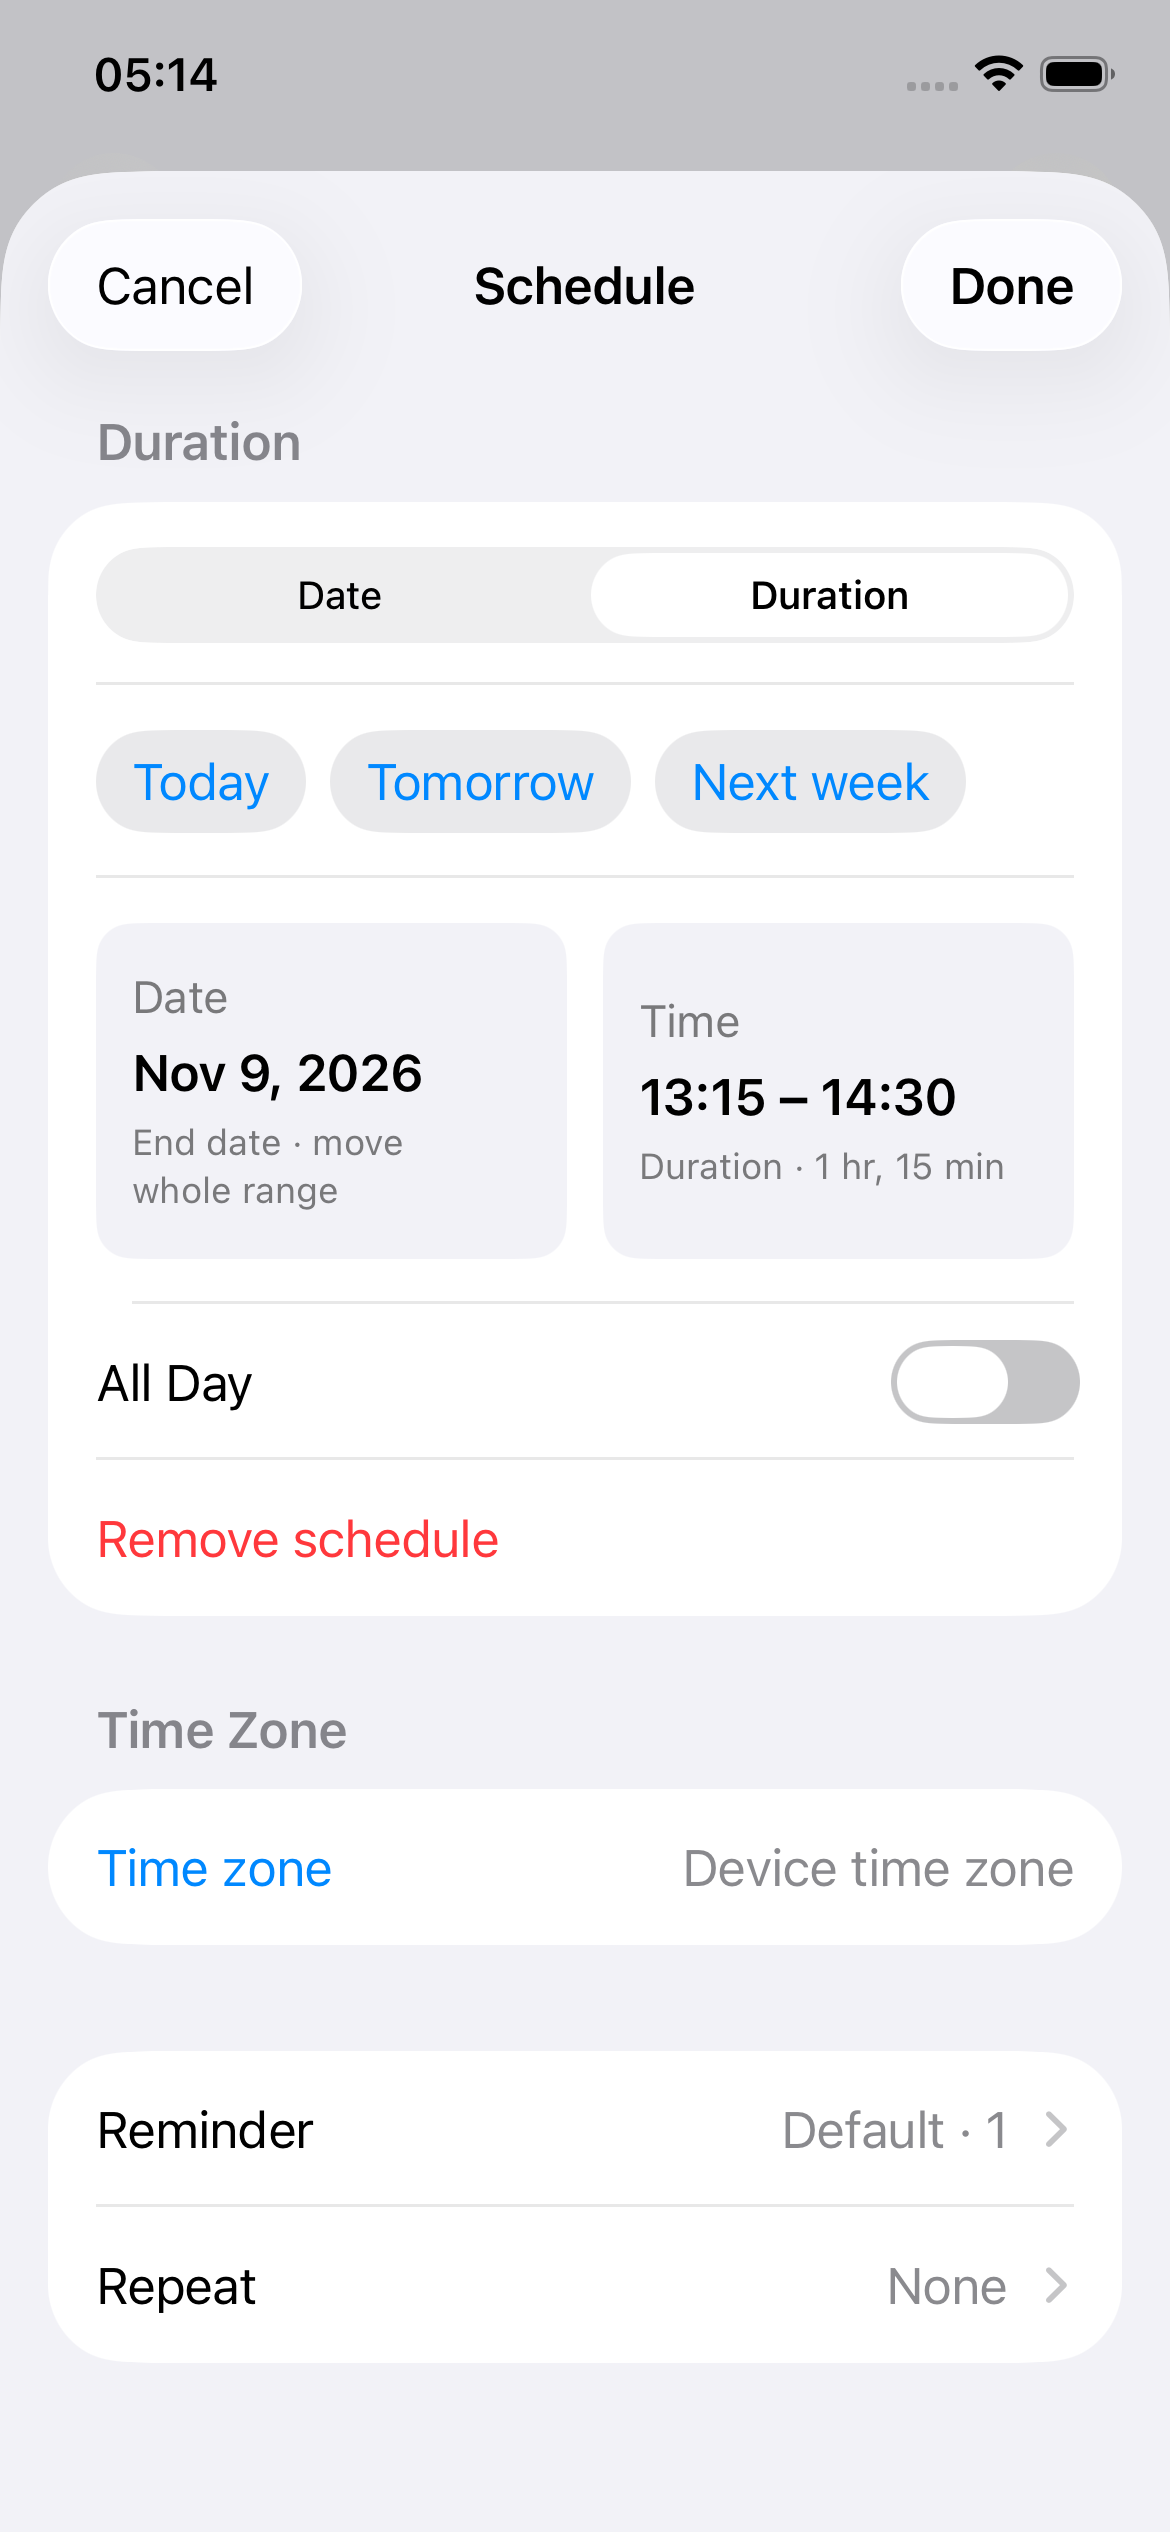 05:14
Cancel
Schedule
Done
Duration
Date
Duration
Today
Tomorrow
Next week
Date
Nov 9, 2026
End date · move
whole range
Time
13:15 – 14:30
Duration · 1 hr, 15 min
All Day
Remove schedule
Time Zone
Time zone
Device time zone
Reminder
Default · 1
Repeat
None